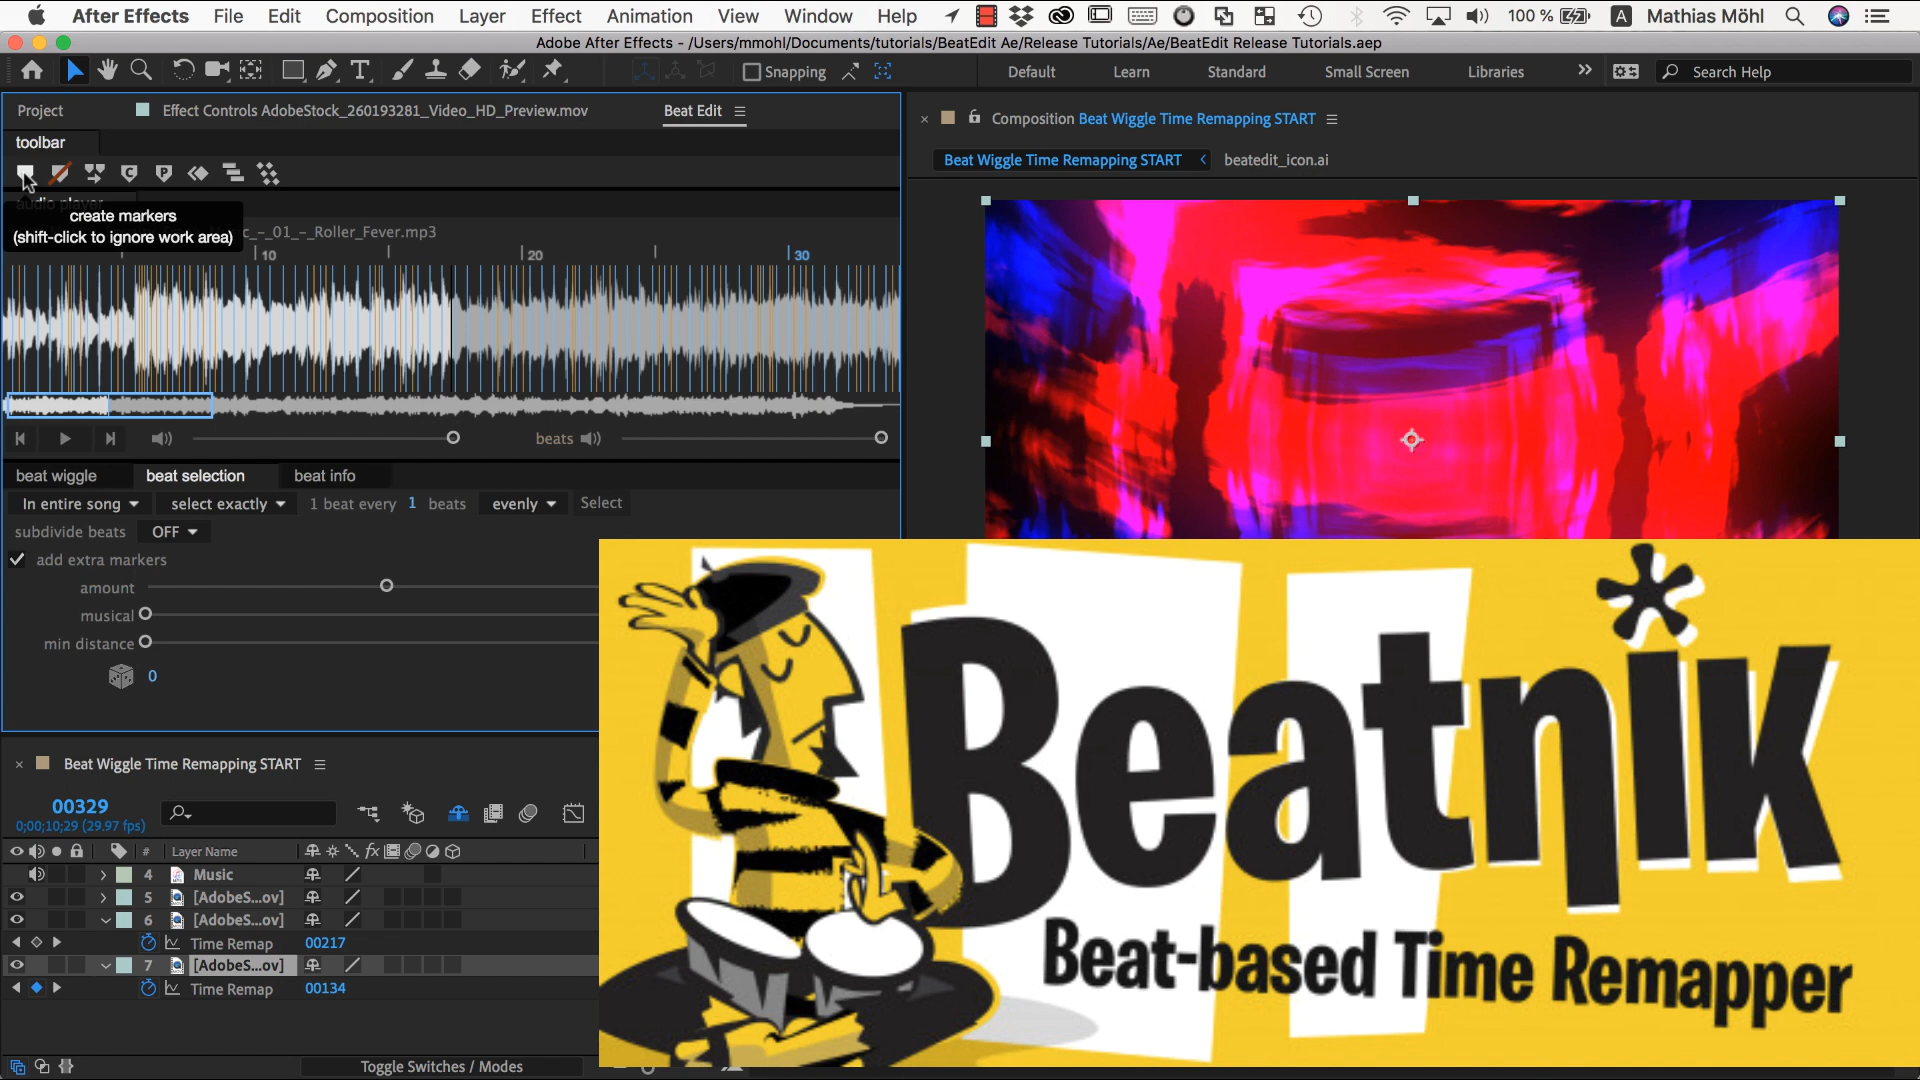 After Effects File Edit Composition Layer Effect Animation View Window Help 100 % A Mathias Möhl
Adobe After Effects - /Users/mmohl/Documents/tutorials/BeatEdit Ae/Release Tutorials/Ae/BeatEdit Release Tutorials.aep
Snapping Default Learn Standard Small Screen Libraries Search Help
Project Effect Controls AdobeStock_260193281_Video_HD_Preview.mov Beat Edit
Composition Beat Wiggle Time Remapping START
toolbar
Beat Wiggle Time Remapping START beatedit_icon.ai
C P
audio player
create markers
(shift-click to ignore work area)
c_-_01_-_Roller_Fever.mp3
10 20 30
beats
beat wiggle beat selection beat info
In entire song select exactly 1 beat every 1 beats evenly Select
subdivide beats OFF
add extra markers
amount
musical
min distance
0
Beatnik
Beat-based Time Remapper
Beat Wiggle Time Remapping START
00329
0;00;10;29 (29.97 fps)
# Layer Name fx
4 Music
5 [AdobeS...ov]
6 [AdobeS...ov]
Time Remap 00217
7 [AdobeS...ov]
Time Remap 00134
Toggle Switches / Modes